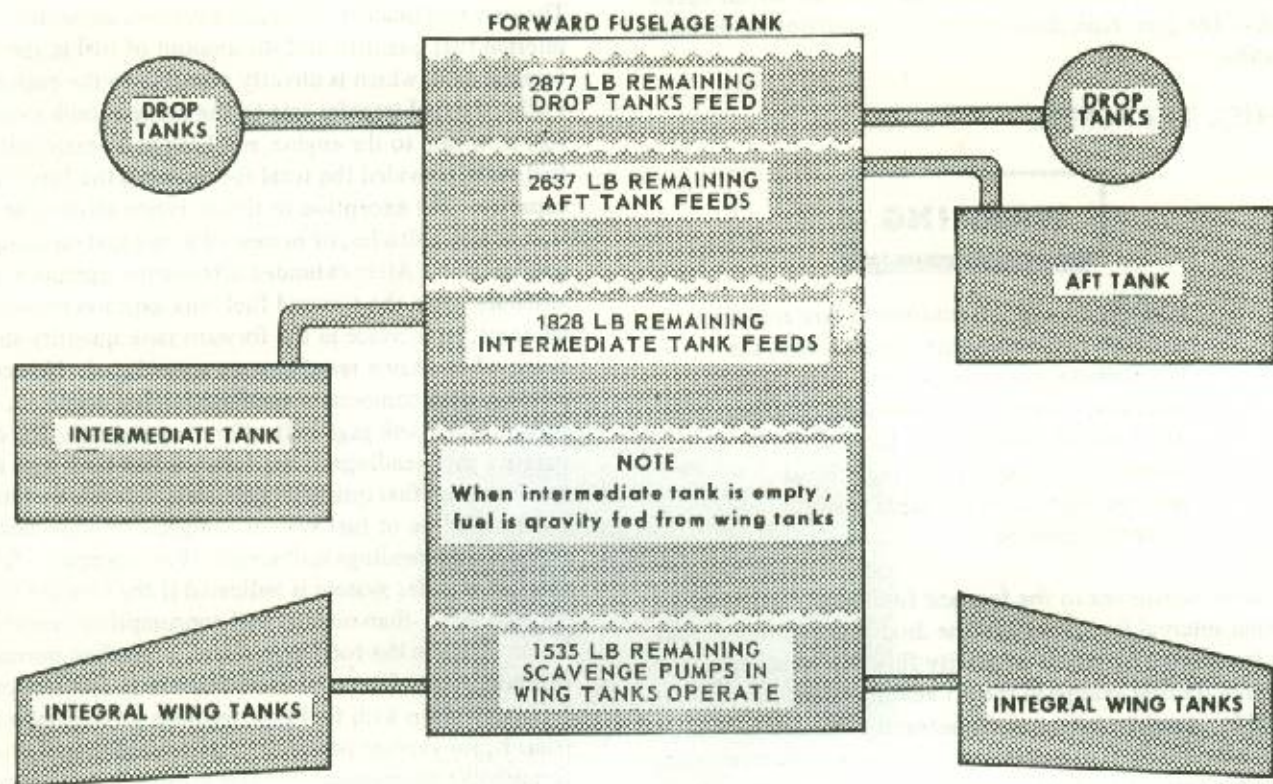 FORWARD FUSELAGE TANK
DROP
TANKS
2877 LB REMAINING
DROP TANKS FEED
DROP
TANKS
2637 LB REMAINING
AFT TANK FEEDS
AFT TANK
1828 LB REMAINING
INTERMEDIATE TANK FEEDS
INTERMEDIATE TANK
NOTE
When intermediate tank is empty ,
fuel is qravity fed from wing tanks
INTEGRAL WING TANKS
1535 LB REMAINING
SCAVENGE PUMPS IN
WING TANKS OPERATE
INTEGRAL WING TANKS